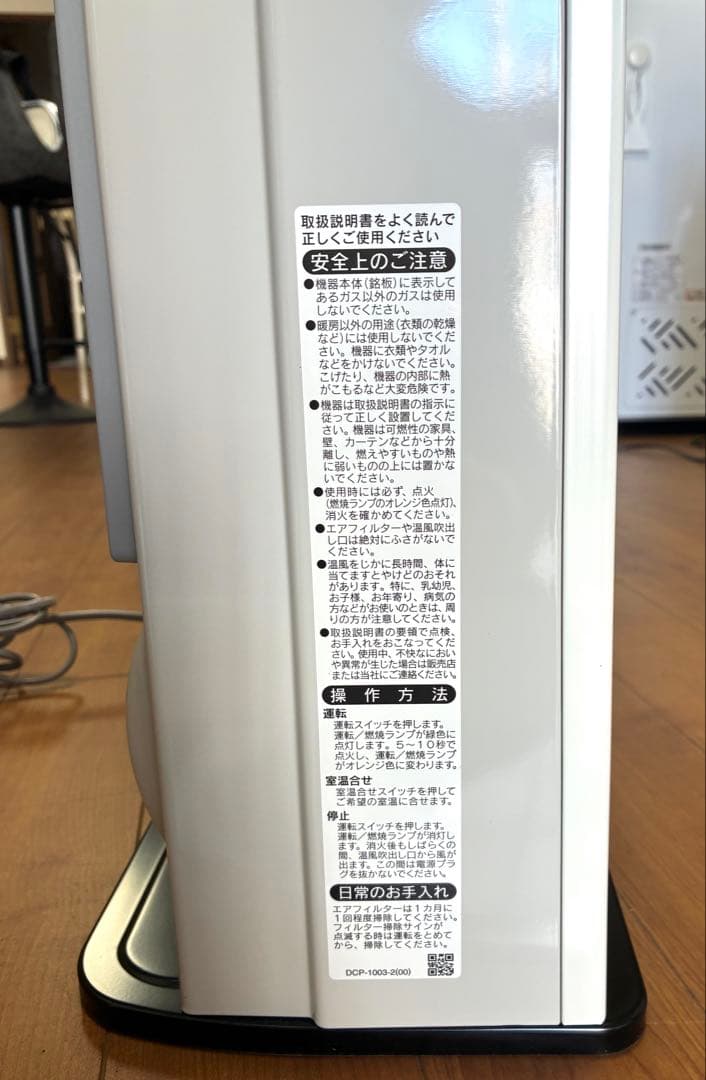 取扱説明書をよく読んで
正しくご使用ください
安全上のご注意
●機器本体(銘板)に表示して
あるガス以外のガスは使用
しないでください。
●暖房以外の用途(衣類の乾燥
など)には使用しないでくだ
さい。機器に衣類やタオル
などをかけないでください。
こげたり、機器の内部に熱
がこもるなど大変危険です。
●機器は取扱説明書の指示に
従って正しく設置してくだ
さい。機器は可燃性の家具、
壁、カーテンなどから十分
離し、燃えやすいものや熱
に弱いものの上には置かな
いでください。
●使用時には必ず、点火
(燃焼ランプのオレンジ色点灯)、
消火を確かめてください。
●エアフィルターや温風吹出
し口は絶対にふさがないで
ください。
●温風をじかに長時間、体に
当てますとやけどのおそれ
があります。特に、乳幼児、
お子様、お年寄り、病気の
方などがお使いのときは、周
りの方が注意してください。
●取扱説明書の要領で点検、
お手入れをおこなってくだ
さい。使用中、不快なにおい
や異常が生じた場合は販売店
または当社にご連絡ください。
操作方法
運転
運転スイッチを押します。
運転/燃焼ランプが緑色に
点灯します。5〜10秒で
点火し、運転/燃焼ランプ
がオレンジ色に変わります。
室温合せ
室温合せスイッチを押して
ご希望の室温に合せます。
停止
運転スイッチを押します。
運転/燃焼ランプが消灯し
ます。消火後もしばらくの
間、温風吹出し口から風が
出ます。この間は電源プラ
グを抜かないでください。
日常のお手入れ
エアフィルターは1カ月に
1回程度掃除してください。
フィルター掃除サインが
点滅する時は運転をとめて
から、掃除してください。
DCP-1003-2(00)